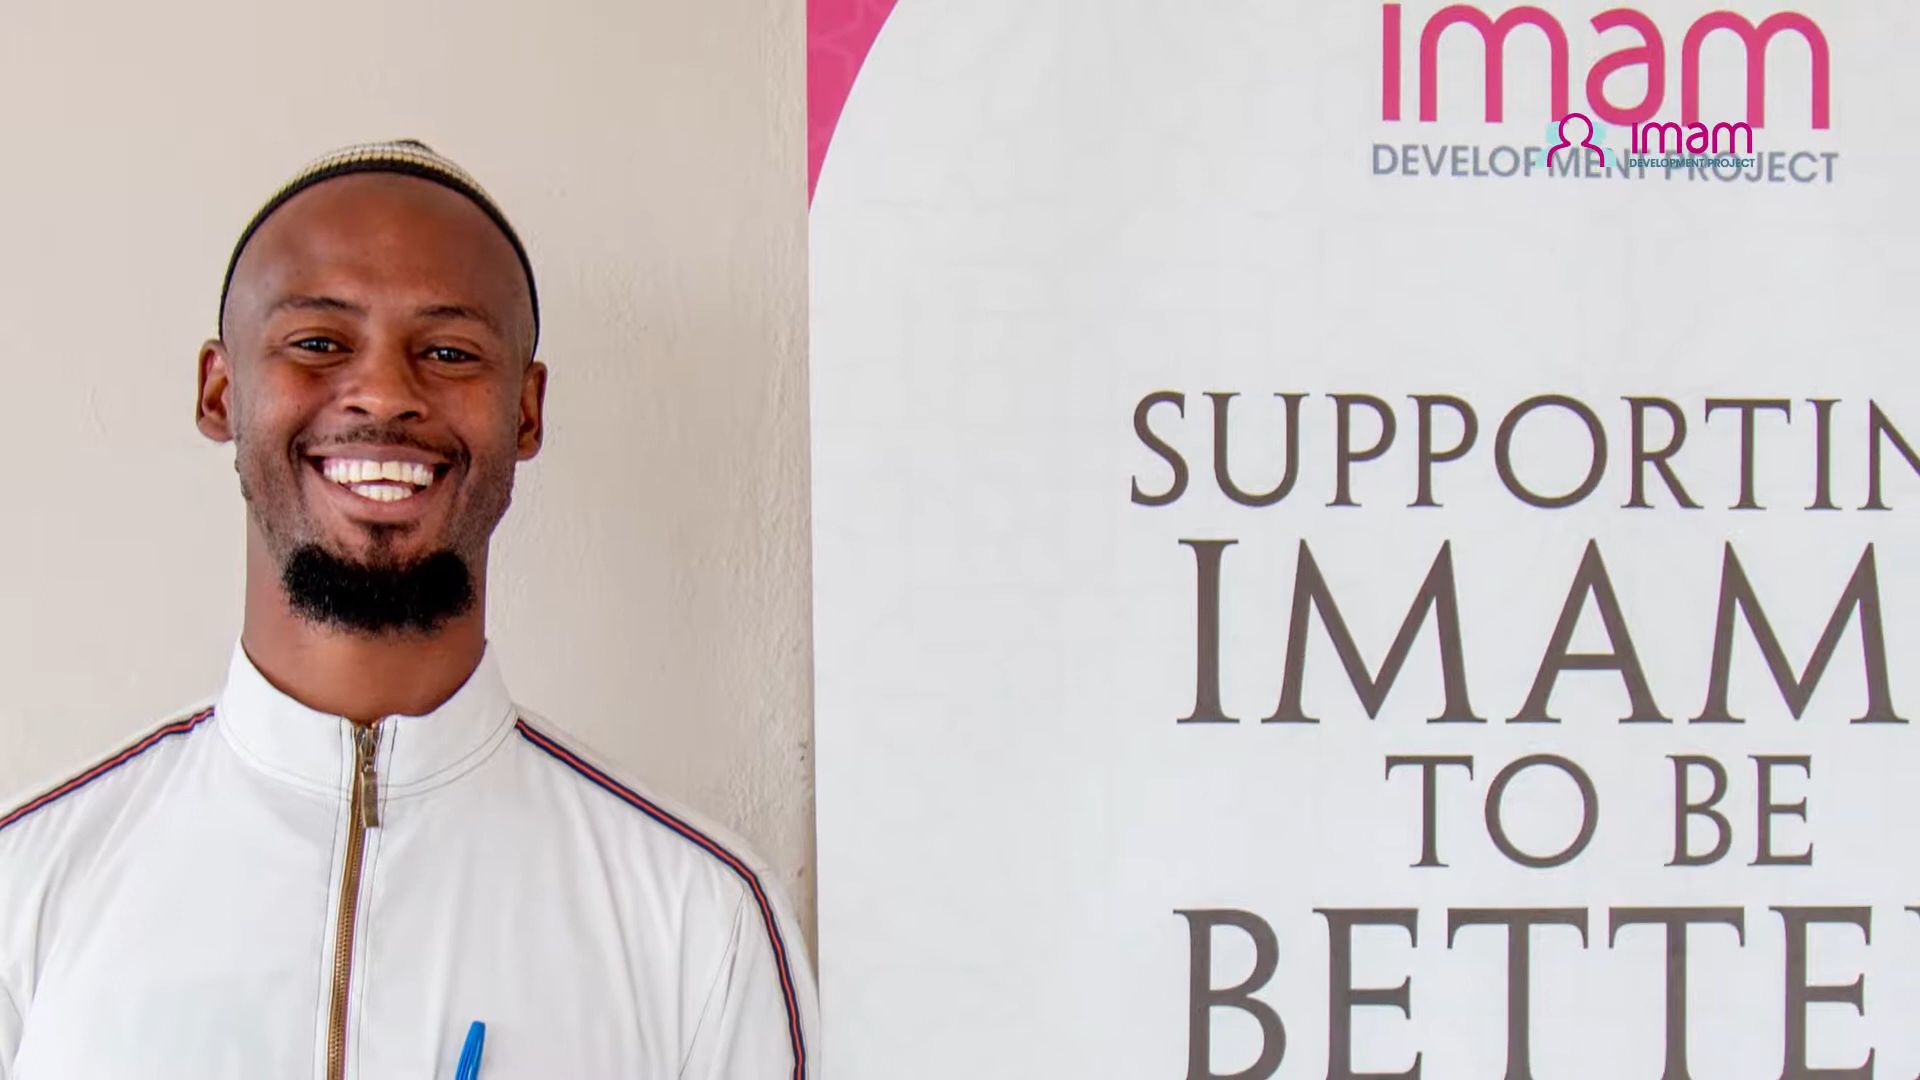 imam
DEVELOPMENT PROJECT
imam
DEVELOPMENT PROJECT
SUPPORTIN
IMAM
TO BE
BETTE